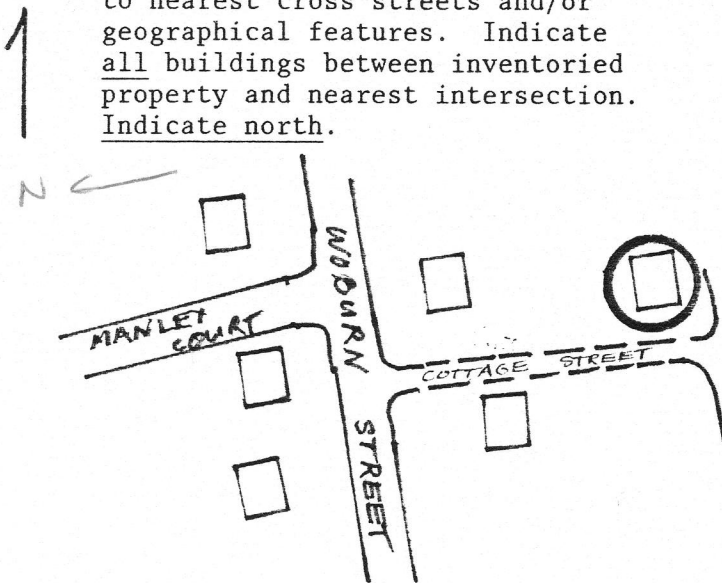 to nearest cross streets and/or
geographical features. Indicate
all buildings between inventoried
property and nearest intersection.
Indicate north.
N
MANLEY
COURT
WOBURN
STREET
COTTAGE STREET